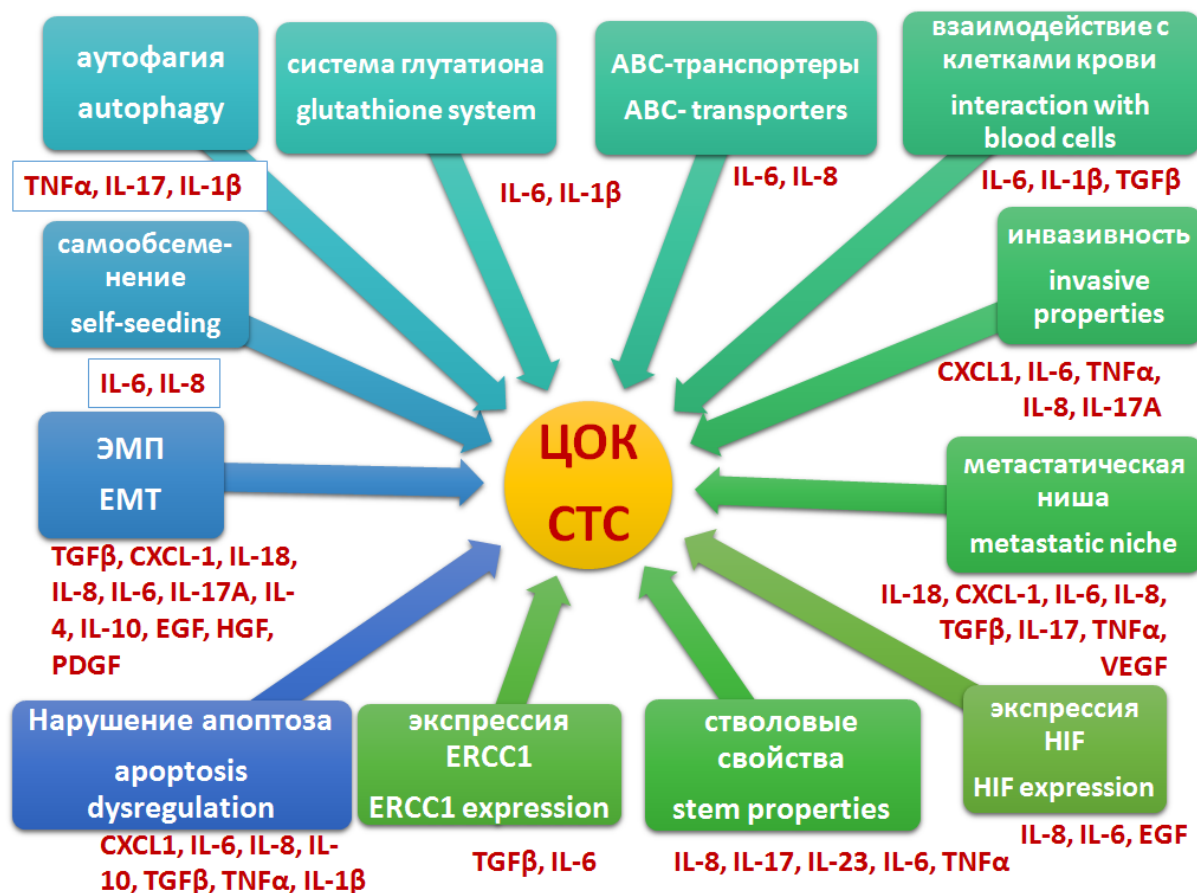 аутофагия
autophagy
TNFα, IL-17, IL-1β
система глутатиона
glutathione system
IL-6, IL-1β
ABC-транспортеры
ABC- transporters
IL-6, IL-8
взаимодействие с
клетками крови
interaction with
blood cells
IL-6, IL-1β, TGFβ
самообсеме-
нение
self-seeding
IL-6, IL-8
инвазивность
invasive
properties
CXCL1, IL-6, TNFα,
IL-8, IL-17A
ЦОК
CTC
ЭМП
EMT
TGFβ, CXCL-1, IL-18,
IL-8, IL-6, IL-17A, IL-
4, IL-10, EGF, HGF,
PDGF
метастатическая
ниша
metastatic niche
IL-18, CXCL-1, IL-6, IL-8,
TGFβ, IL-17, TNFα,
VEGF
Нарушение апоптоза
apoptosis
dysregulation
CXCL1, IL-6, IL-8, IL-
10, TGFβ, TNFα, IL-1β
экспрессия
ERCC1
ERCC1 expression
TGFβ, IL-6
стволовые
свойства
stem properties
IL-8, IL-17, IL-23, IL-6, TNFα
экспрессия
HIF
HIF expression
IL-8, IL-6, EGF